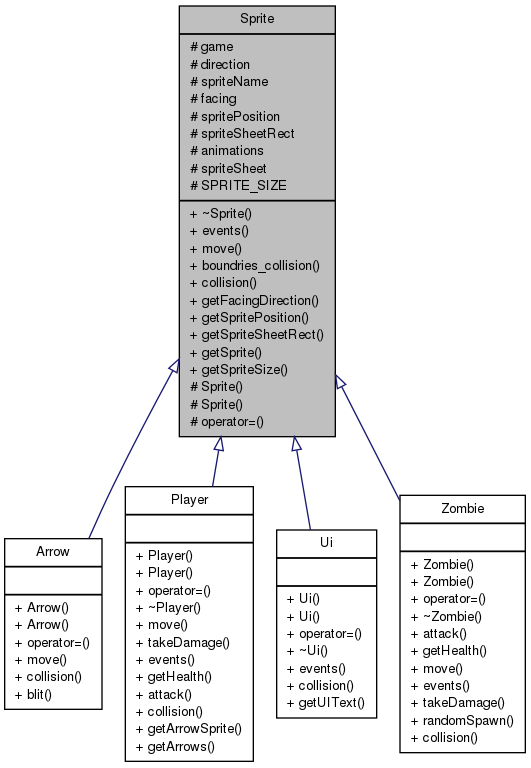 Sprite
# game
# direction
# spriteName
# facing
# spritePosition
# spriteSheetRect
# animations
# spriteSheet
# SPRITE_SIZE
+ ~Sprite()
+ events()
+ move()
+ boundries_collision()
+ collision()
+ getFacingDirection()
+ getSpritePosition()
+ getSpriteSheetRect()
+ getSprite()
+ getSpriteSize()
# Sprite()
# Sprite()
# operator=()
Arrow
+ Arrow()
+ Arrow()
+ operator=()
+ move()
+ collision()
+ blit()
Player
+ Player()
+ Player()
+ operator=()
+ ~Player()
+ move()
+ takeDamage()
+ events()
+ getHealth()
+ attack()
+ collision()
+ getArrowSprite()
+ getArrows()
Ui
+ Ui()
+ Ui()
+ operator=()
+ ~Ui()
+ events()
+ collision()
+ getUIText()
Zombie
+ Zombie()
+ Zombie()
+ operator=()
+ ~Zombie()
+ attack()
+ getHealth()
+ move()
+ events()
+ takeDamage()
+ randomSpawn()
+ collision()